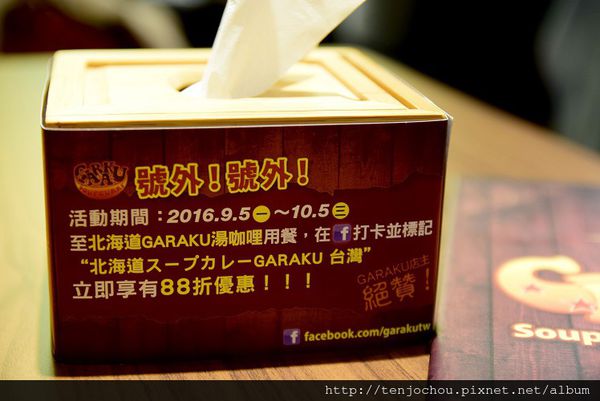 GARAKU
號外！號外！
活動期間：2016.9.5㊀～10.5㊂
至北海道GARAKU湯咖哩用餐，在f打卡並標記
“北海道スープカレーGARAKU 台灣”
立即享有88折優惠！！！
GARAKU店主
絕贊！
f facebook.com/garakutw
Soup
http://tenjochou.pixnet.net/album